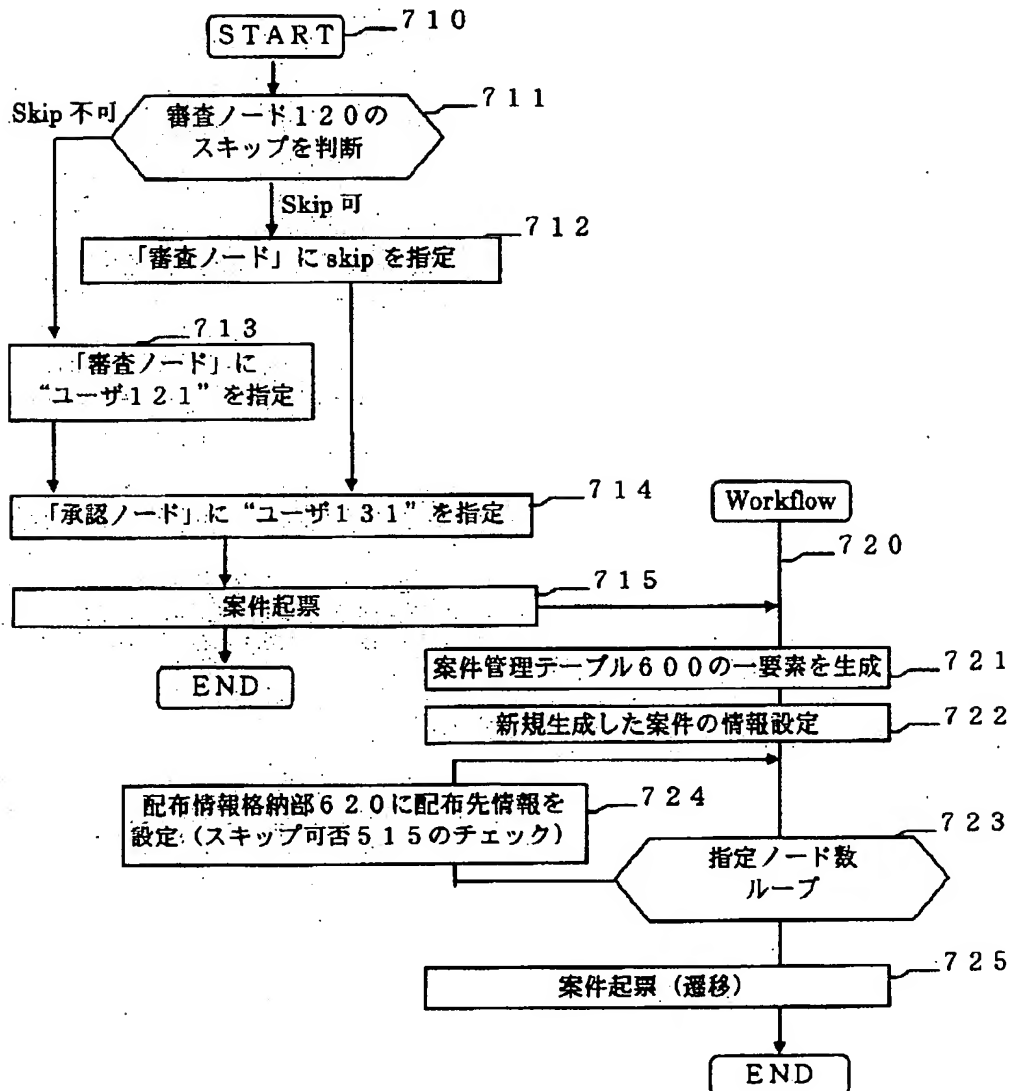 START
710
審査ノード120の
スキップを判断
711
Skip 不可
Skip 可
「審査ノード」に skip を指定
712
713
「審査ノード」に
“ユーザ121”を指定
「承認ノード」に“ユーザ131”を指定
714
案件起票
715
END
Workflow
720
案件管理テーブル600の一要素を生成
721
新規生成した案件の情報設定
722
配布情報格納部620に配布先情報を
設定(スキップ可否515のチェック)
724
指定ノード数
ループ
723
案件起票(遷移)
725
END